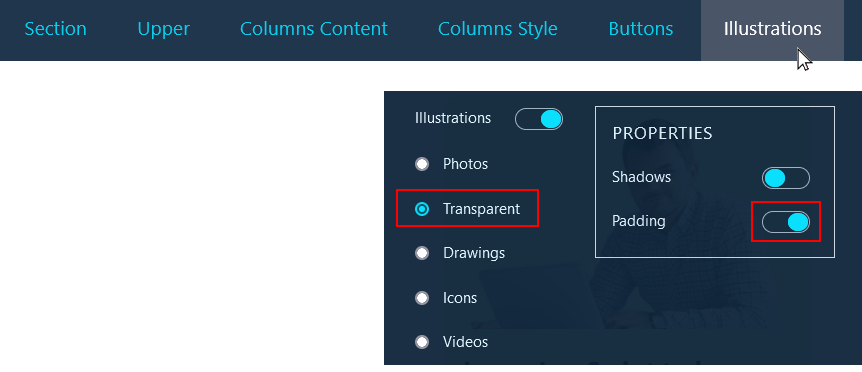 Section Upper Columns Content Columns Style Buttons Illustrations
Illustrations
Photos
Transparent
Drawings
Icons
Videos
PROPERTIES
Shadows
Padding